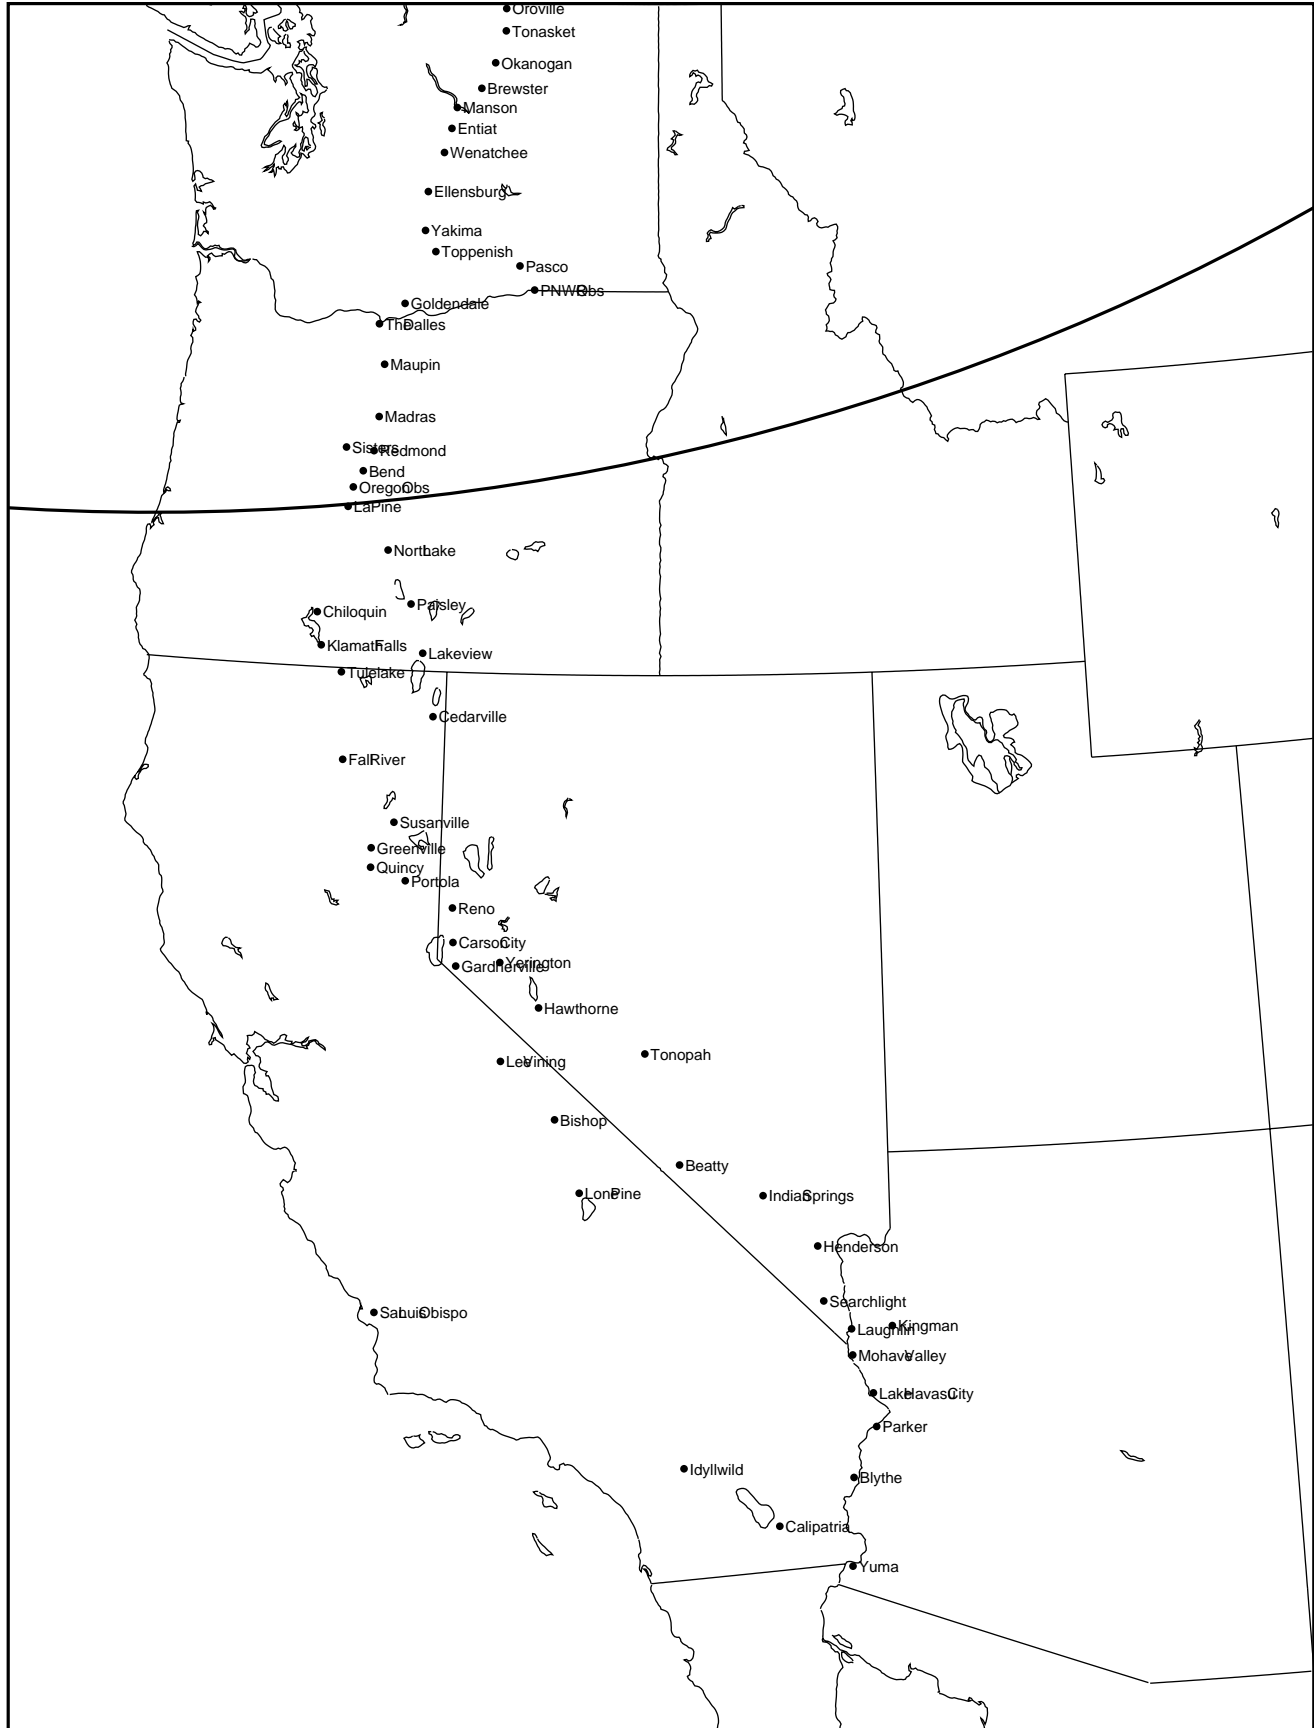 Oroville
Tonasket
Okanogan
Brewster
Manson
Entiat
Wenatchee
Ellensburg
Yakima
Toppenish
Pasco
PNWRObs
Goldendale
TheDalles
Maupin
Madras
Sisters
Redmond
Bend
OregonObs
LaPine
NorthLake
Paisley
Chiloquin
KlamathFalls
Lakeview
Tulelake
Cedarville
FallRiver
Susanville
Greenville
Quincy
Portola
Reno
CarsonCity
Yerington
Gardnerville
Hawthorne
Tonopah
LeeVining
Bishop
Beatty
LonePine
IndianSprings
Henderson
Searchlight
SanLuisObispo
Kingman
Laughlin
MohaveValley
LakeHavasuCity
Parker
Idyllwild
Blythe
Calipatria
Yuma